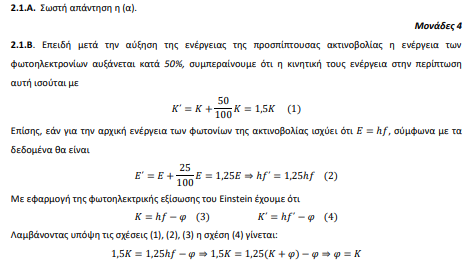 2.1.Α. Σωστή απάντηση η (α).
Μονάδες 4
2.1.Β. Επειδή μετά την αύξηση της ενέργειας της προσπίπτουσας ακτινοβολίας η ενέργεια των
φωτοηλεκτρονίων αυξάνεται κατά 50%, συμπεραίνουμε ότι η κινητική τους ενέργεια στην περίπτωση
αυτή ισούται με
K′ = K + 50/100 K = 1,5K (1)
Επίσης, εάν για την αρχική ενέργεια των φωτονίων της ακτινοβολίας ισχύει ότι E = hf, σύμφωνα με τα
δεδομένα θα είναι
E′ = E + 25/100 E = 1,25E ⇒ hf′ = 1,25hf (2)
Με εφαρμογή της φωτοηλεκτρικής εξίσωσης του Einstein έχουμε ότι
K = hf − φ (3) K′ = hf′ − φ (4)
Λαμβάνοντας υπόψη τις σχέσεις (1), (2), (3) η σχέση (4) γίνεται:
1,5K = 1,25hf − φ ⇒ 1,5K = 1,25(K + φ) − φ ⇒ φ = K